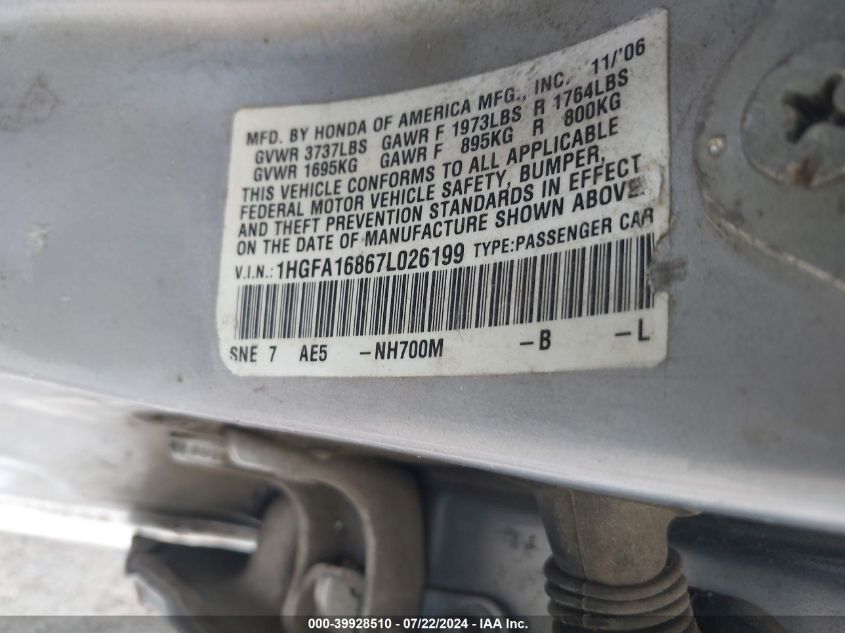 MFD. BY HONDA OF AMERICA MFG., INC. 11/'06
GVWR 3737LBS GAWR F 1973LBS R 1764LBS
GVWR 1695KG GAWR F 895KG R 800KG
THIS VEHICLE CONFORMS TO ALL APPLICABLE
FEDERAL MOTOR VEHICLE SAFETY, BUMPER,
AND THEFT PREVENTION STANDARDS IN EFFECT
ON THE DATE OF MANUFACTURE SHOWN ABOVE.
V.I.N.: 1HGFA16867L026199 TYPE:PASSENGER CAR
SNE 7 AE5 -NH700M -B -L
000-39928510 / 07/22/2024 - IAA Inc.